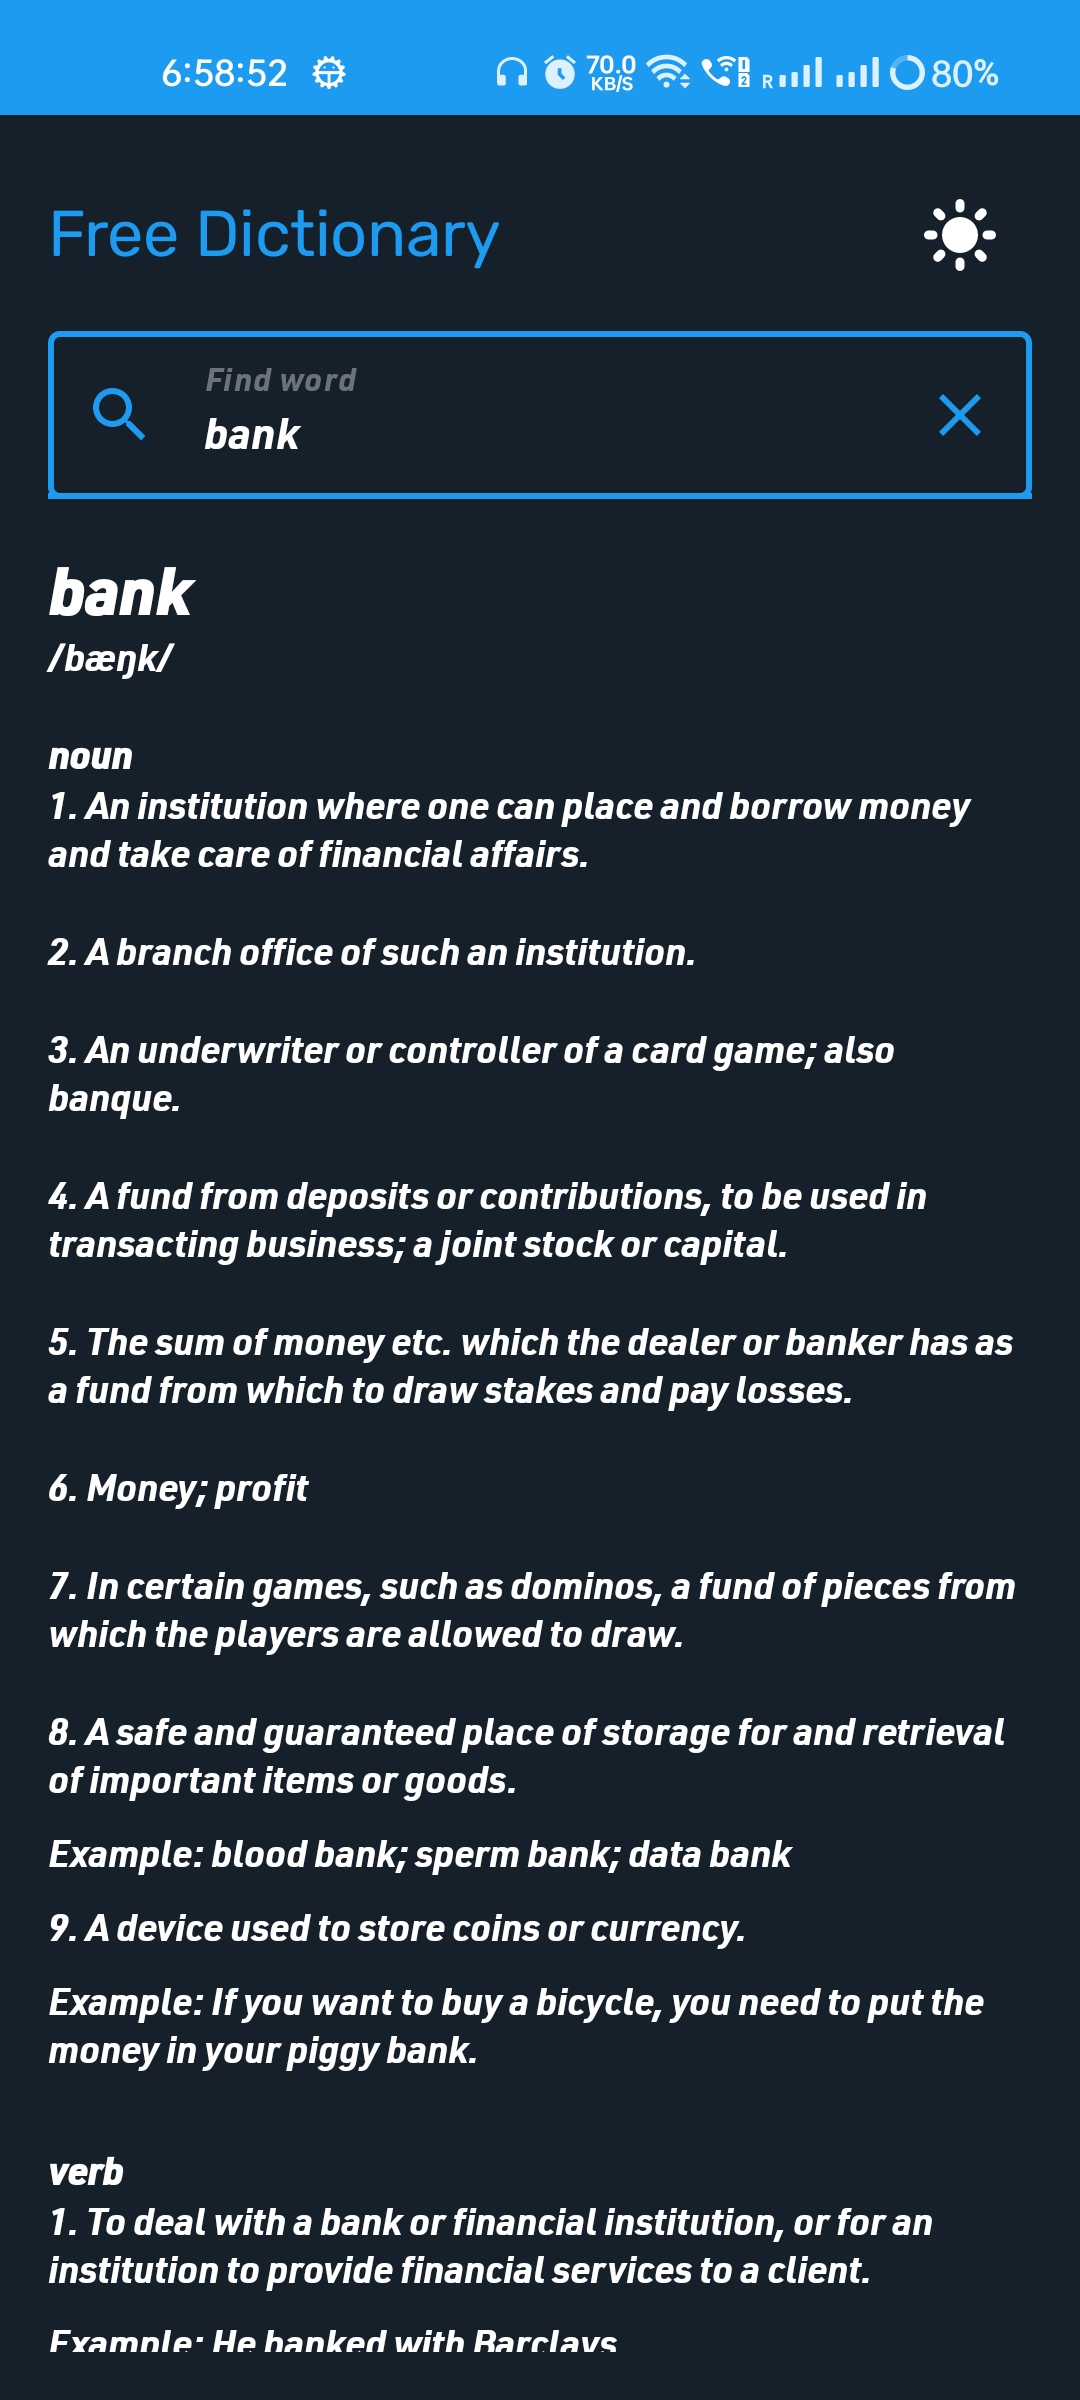 6:58:52
70.0
KB/S
1
2
R
80%
Free Dictionary
Find word
bank
bank
/bæŋk/
noun
1. An institution where one can place and borrow money
and take care of financial affairs.
2. A branch office of such an institution.
3. An underwriter or controller of a card game; also
banque.
4. A fund from deposits or contributions, to be used in
transacting business; a joint stock or capital.
5. The sum of money etc. which the dealer or banker has as
a fund from which to draw stakes and pay losses.
6. Money; profit
7. In certain games, such as dominos, a fund of pieces from
which the players are allowed to draw.
8. A safe and guaranteed place of storage for and retrieval
of important items or goods.
Example: blood bank; sperm bank; data bank
9. A device used to store coins or currency.
Example: If you want to buy a bicycle, you need to put the
money in your piggy bank.
verb
1. To deal with a bank or financial institution, or for an
institution to provide financial services to a client.
Example: He banked with Barclays